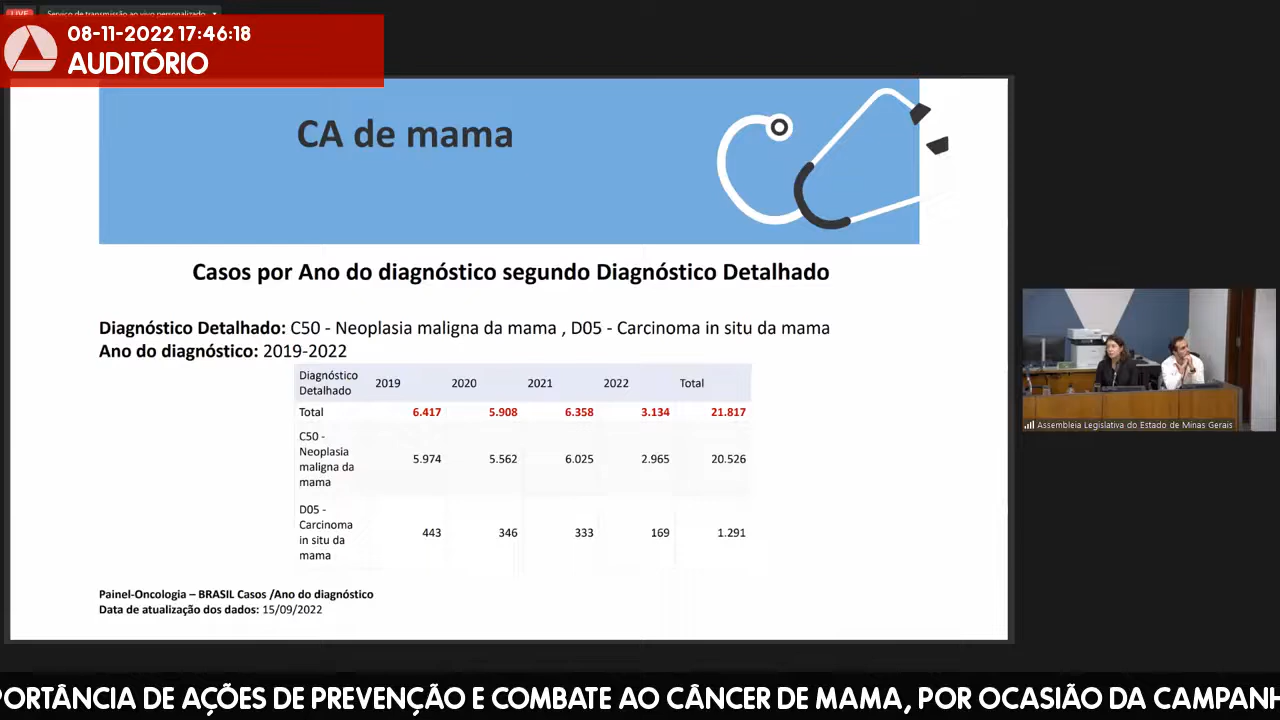 LIVE
Serviço de transmissão ao vivo personalizado
08-11-2022 17:46:18
AUDITÓRIO
CA de mama
Casos por Ano do diagnóstico segundo Diagnóstico Detalhado
Diagnóstico Detalhado: C50 - Neoplasia maligna da mama , D05 - Carcinoma in situ da mama
Ano do diagnóstico: 2019-2022
Diagnóstico Detalhado 2019 2020 2021 2022 Total
Total 6.417 5.908 6.358 3.134 21.817
C50 -
Neoplasia
maligna da
mama
5.974 5.562 6.025 2.965 20.526
D05 -
Carcinoma
in situ da
mama
443 346 333 169 1.291
Painel-Oncologia – BRASIL Casos /Ano do diagnóstico
Data de atualização dos dados: 15/09/2022
Assembleia Legislativa do Estado de Minas Gerais
PORTÂNCIA DE AÇÕES DE PREVENÇÃO E COMBATE AO CÂNCER DE MAMA, POR OCASIÃO DA CAMPANH